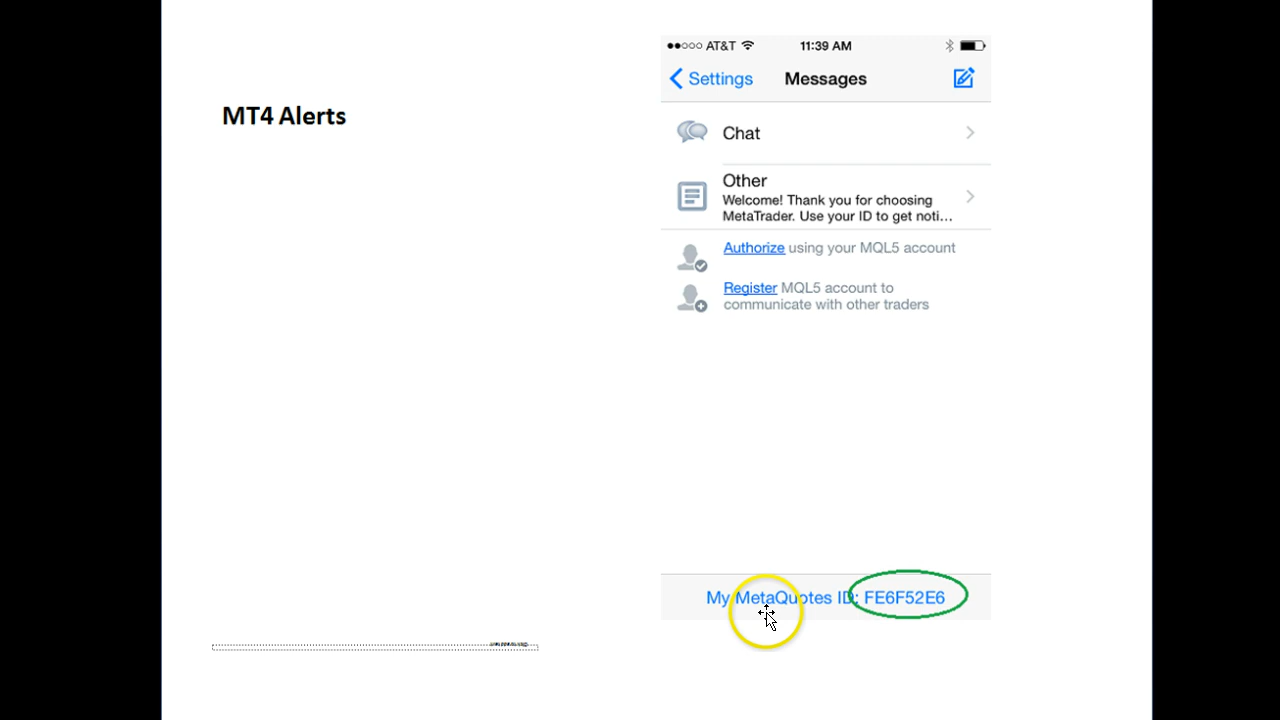 MT4 Alerts
AT&T 11:39 AM
Settings Messages
Chat
Other
Welcome! Thank you for choosing
MetaTrader. Use your ID to get noti...
Authorize using your MQL5 account
Register MQL5 account to
communicate with other traders
My MetaQuotes ID: FE6F52E6